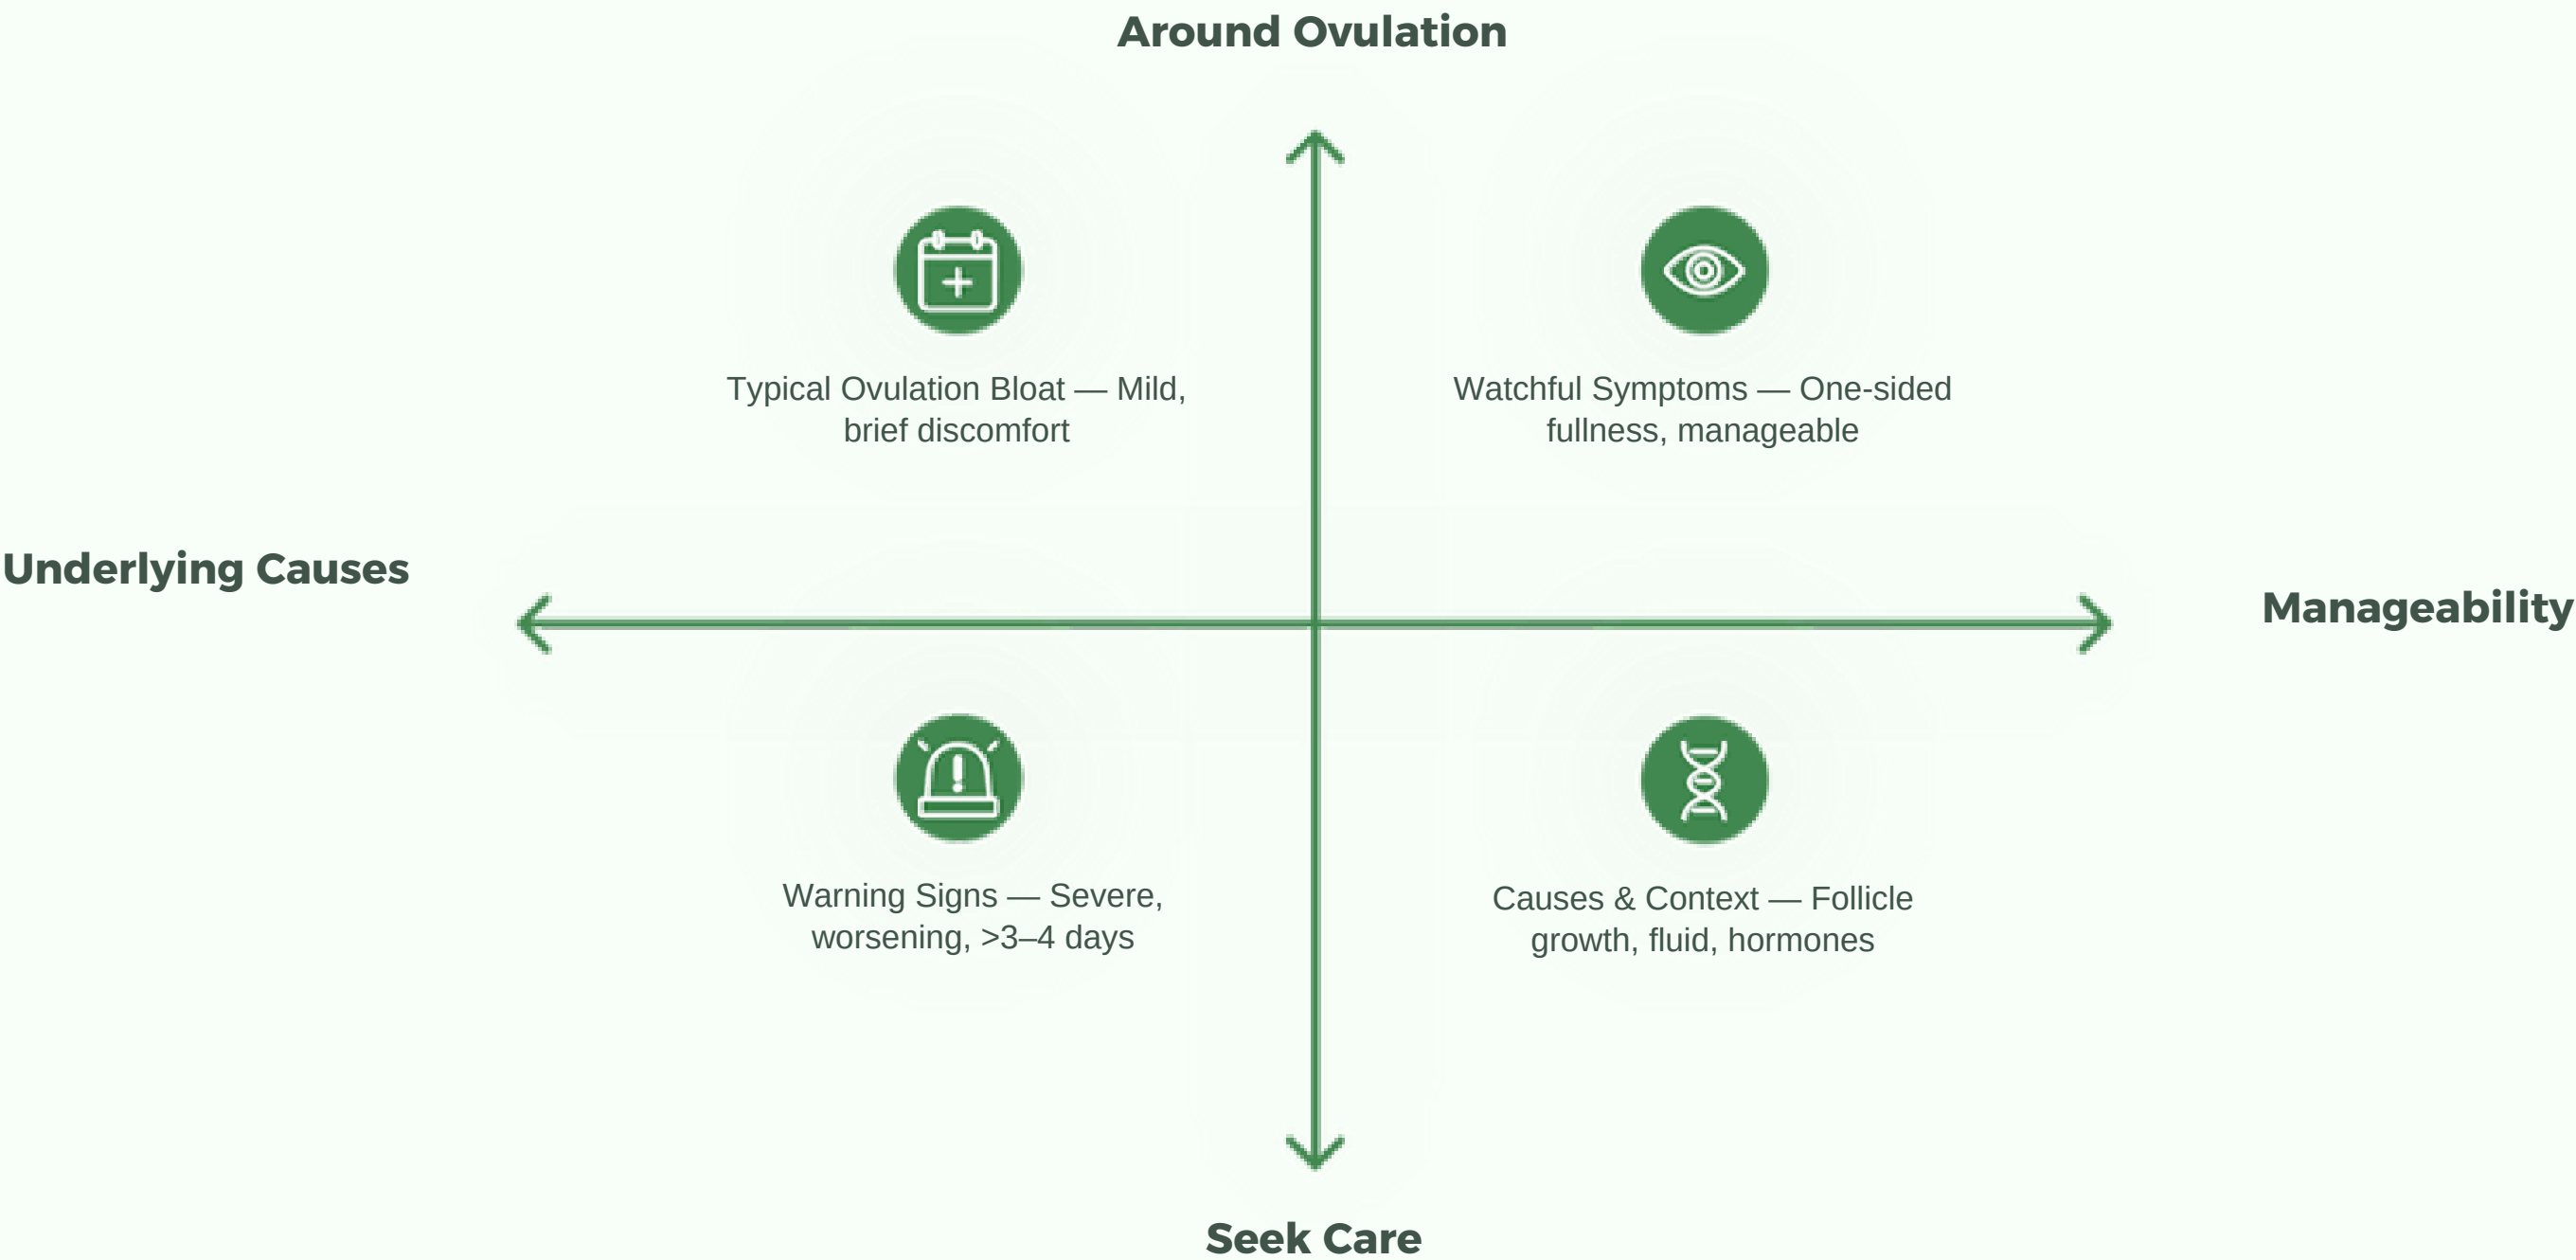 Around Ovulation
Typical Ovulation Bloat — Mild,
brief discomfort
Watchful Symptoms — One-sided
fullness, manageable
Underlying Causes
Manageability
Warning Signs — Severe,
worsening, >3–4 days
Causes & Context — Follicle
growth, fluid, hormones
Seek Care